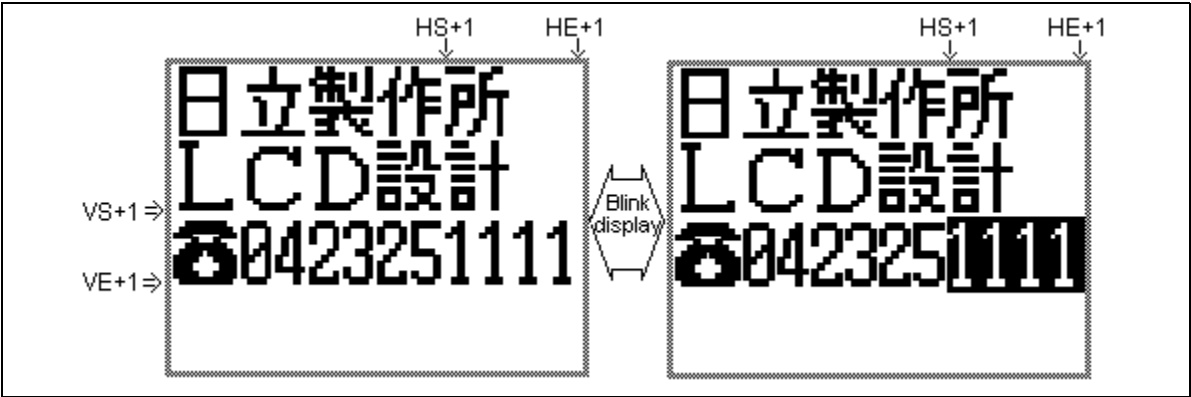 HS+1 HE+1 HS+1 HE+1
日立製作所 日立製作所
LCD設計 Blink LCD設計
VS+1⇒ display
☎0423251111 ☎0423251111
VE+1⇒